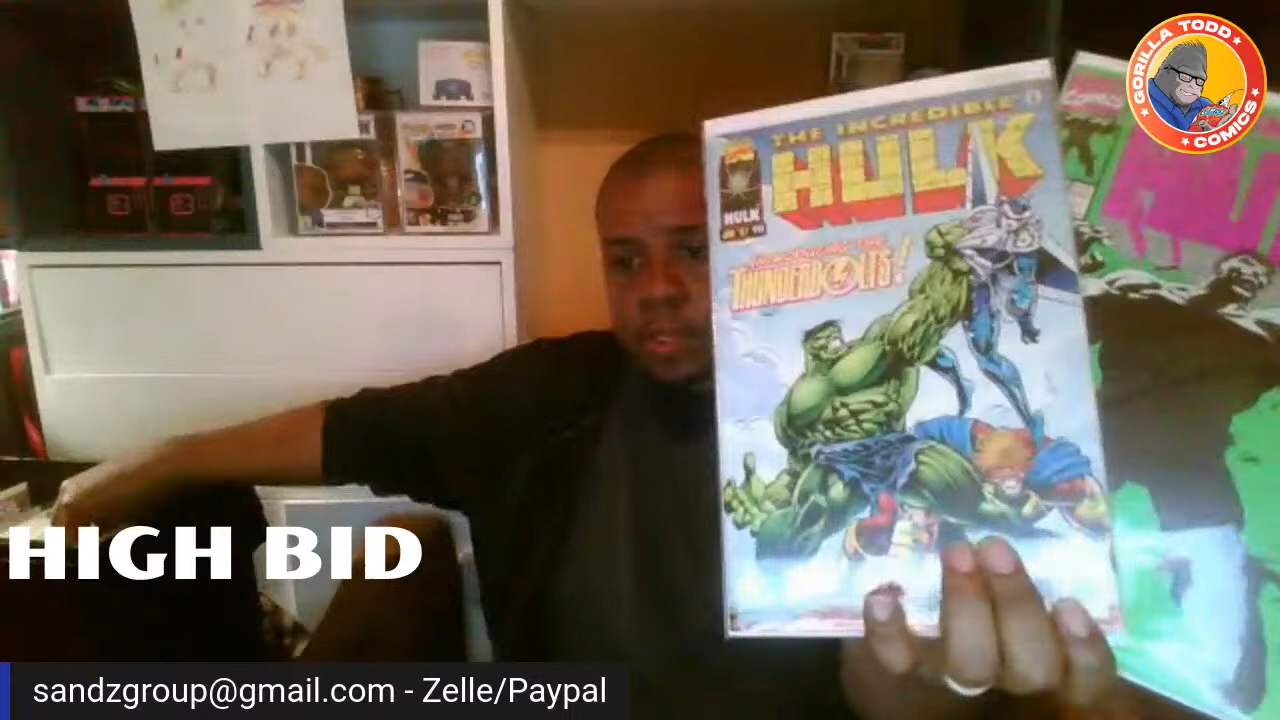 GORILLA TODD
COMICS
THE INCREDIBLE
HULK
HULK
THUNDERBOLTS!
HIGH BID
sandzgroup@gmail.com - Zelle/Paypal